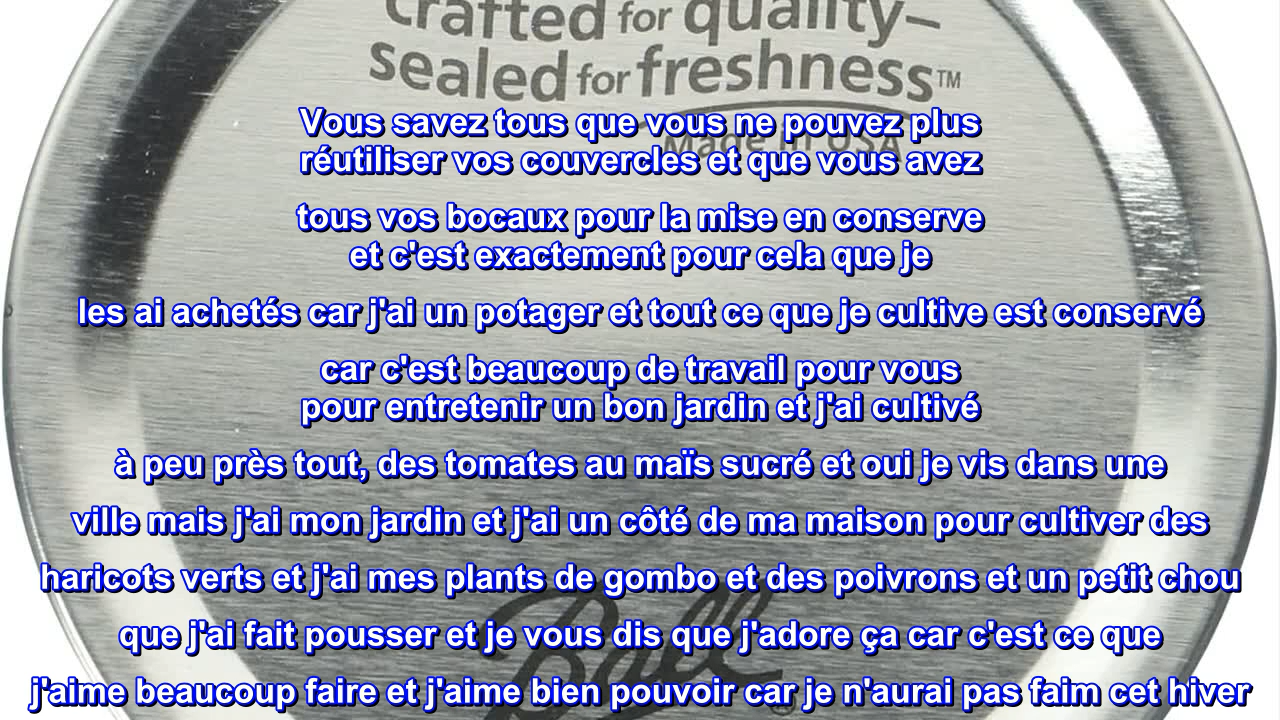 crafted for quality–
sealed for freshness™
Made in USA
Vous savez tous que vous ne pouvez plus
réutiliser vos couvercles et que vous avez
tous vos bocaux pour la mise en conserve
et c'est exactement pour cela que je
les ai achetés car j'ai un potager et tout ce que je cultive est conservé
car c'est beaucoup de travail pour vous
pour entretenir un bon jardin et j'ai cultivé
à peu près tout, des tomates au maïs sucré et oui je vis dans une
ville mais j'ai mon jardin et j'ai un côté de ma maison pour cultiver des
haricots verts et j'ai mes plants de gombo et des poivrons et un petit chou
que j'ai fait pousser et je vous dis que j'adore ça car c'est ce que
j'aime beaucoup faire et j'aime bien pouvoir car je n'aurai pas faim cet hiver
Ball®